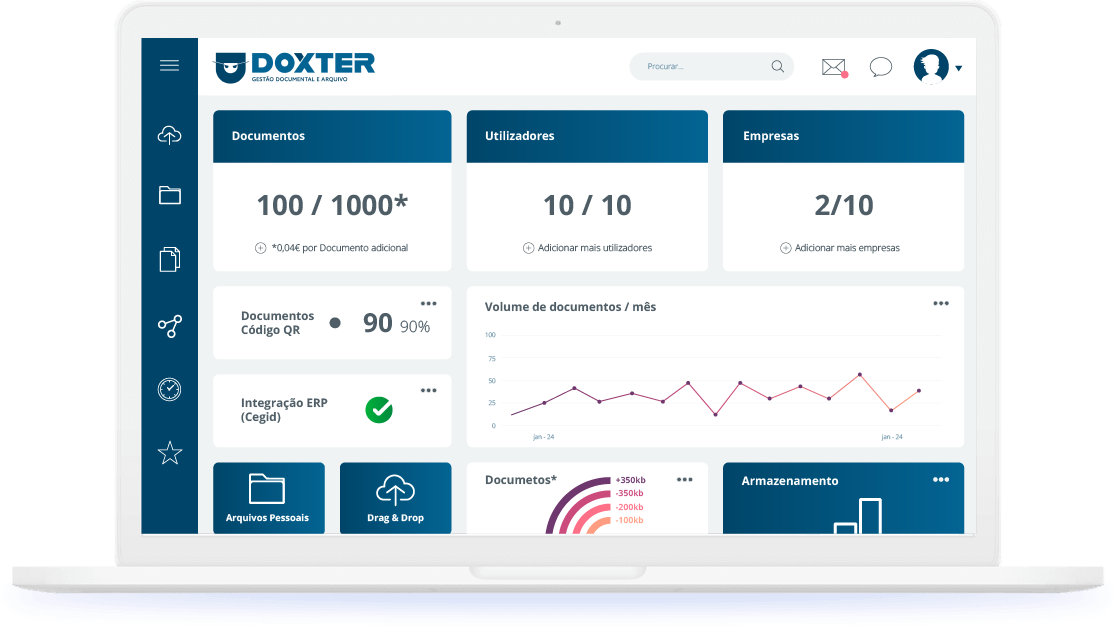 DOXTER
GESTÃO DOCUMENTAL E ARQUIVO
Procurar...
Documentos
Utilizadores
Empresas
100 / 1000*
10 / 10
2/10
*0,04€ por Documento adicional
Adicionar mais utilizadores
Adicionar mais empresas
Documentos
Código QR
90 90%
Volume de documentos / mês
100
75
50
25
0
jan - 24
jan - 24
Integração ERP
(Cegid)
Arquivos Pessoais
Drag & Drop
Documetos*
+350kb
-350kb
-200kb
-100kb
Armazenamento